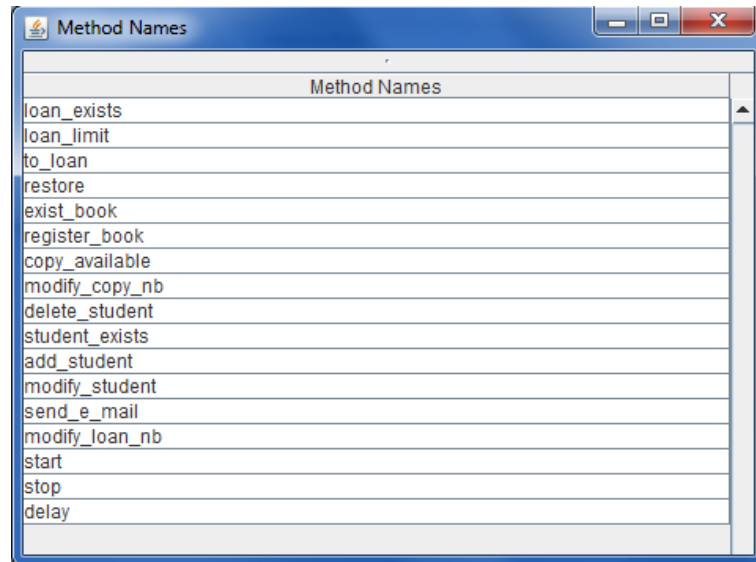 Method Names
Method Names
loan_exists
loan_limit
to_loan
restore
exist_book
register_book
copy_available
modify_copy_nb
delete_student
student_exists
add_student
modify_student
send_e_mail
modify_loan_nb
start
stop
delay